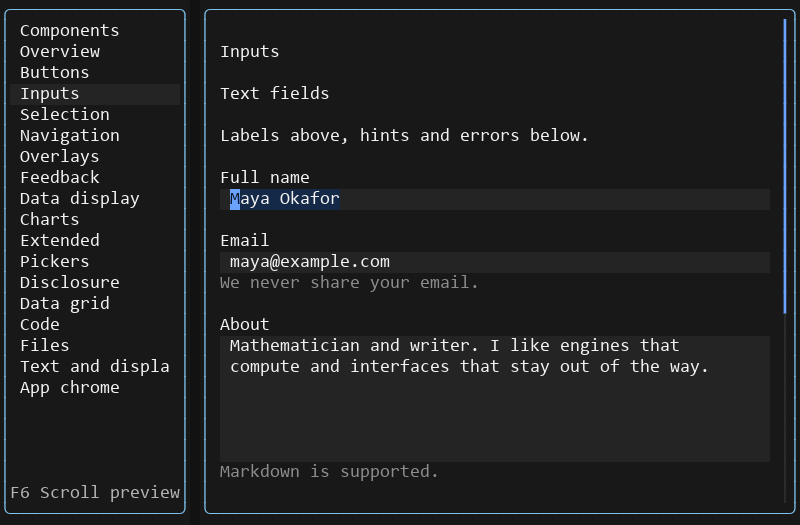 Components
Overview
Buttons
Inputs
Selection
Navigation
Overlays
Feedback
Data display
Charts
Extended
Pickers
Disclosure
Data grid
Code
Files
Text and displa
App chrome
F6 Scroll preview
Inputs
Text fields
Labels above, hints and errors below.
Full name
Maya Okafor
Email
maya@example.com
We never share your email.
About
Mathematician and writer. I like engines that
compute and interfaces that stay out of the way.
Markdown is supported.